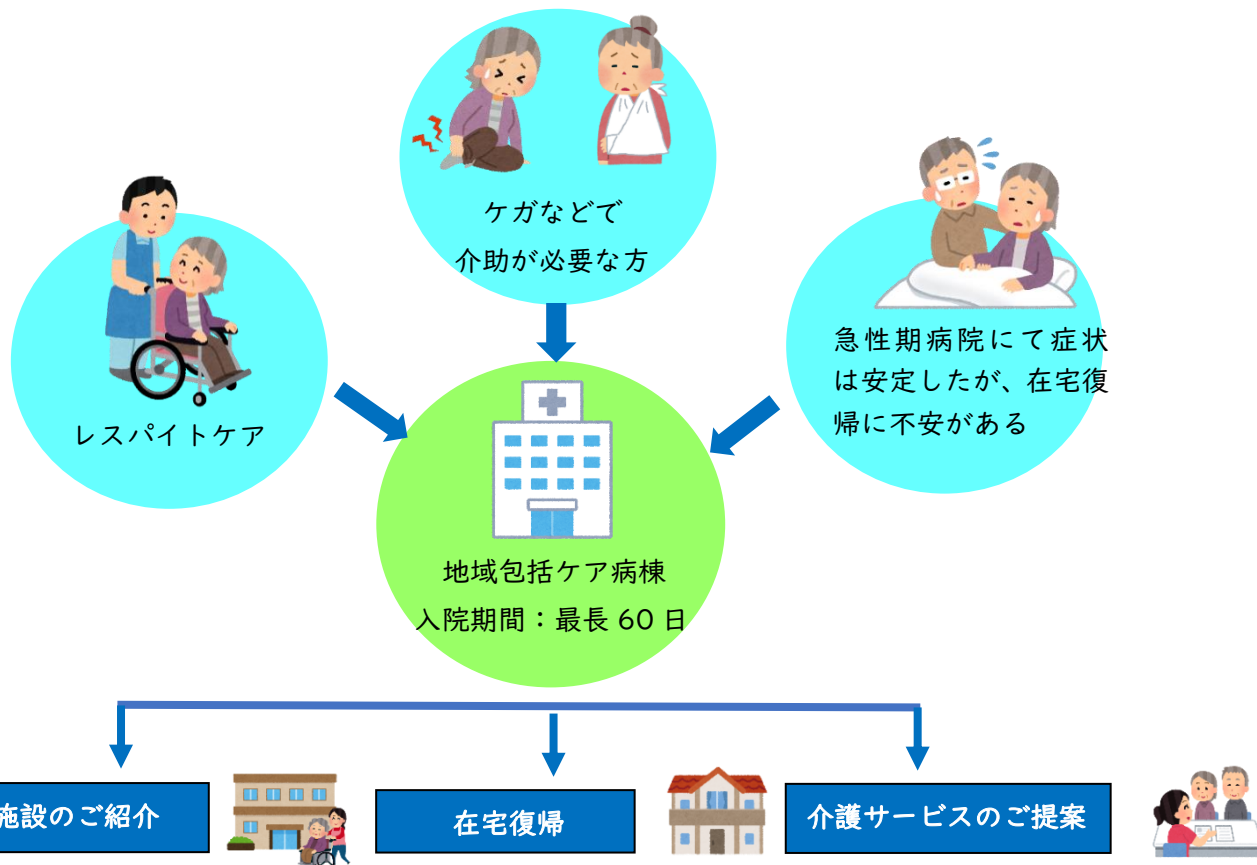 ケガなどで
介助が必要な方
急性期病院にて症状
は安定したが、在宅復
帰に不安がある
レスパイトケア
地域包括ケア病棟
入院期間：最長 60 日
施設のご紹介
在宅復帰
介護サービスのご提案